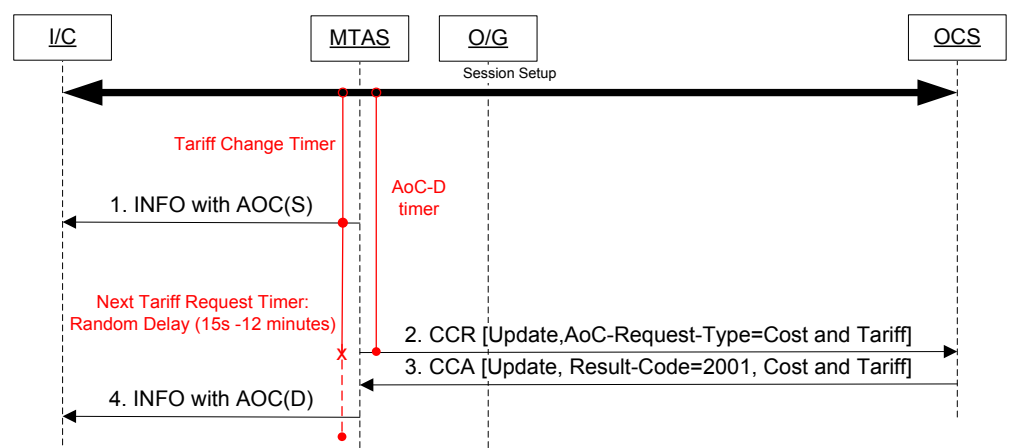 I/C
MTAS
O/G
OCS
Session Setup
Tariff Change Timer
AoC-D
timer
1. INFO with AOC(S)
Next Tariff Request Timer:
Random Delay (15s -12 minutes)
2. CCR [Update,AoC-Request-Type=Cost and Tariff]
3. CCA [Update, Result-Code=2001, Cost and Tariff]
4. INFO with AOC(D)